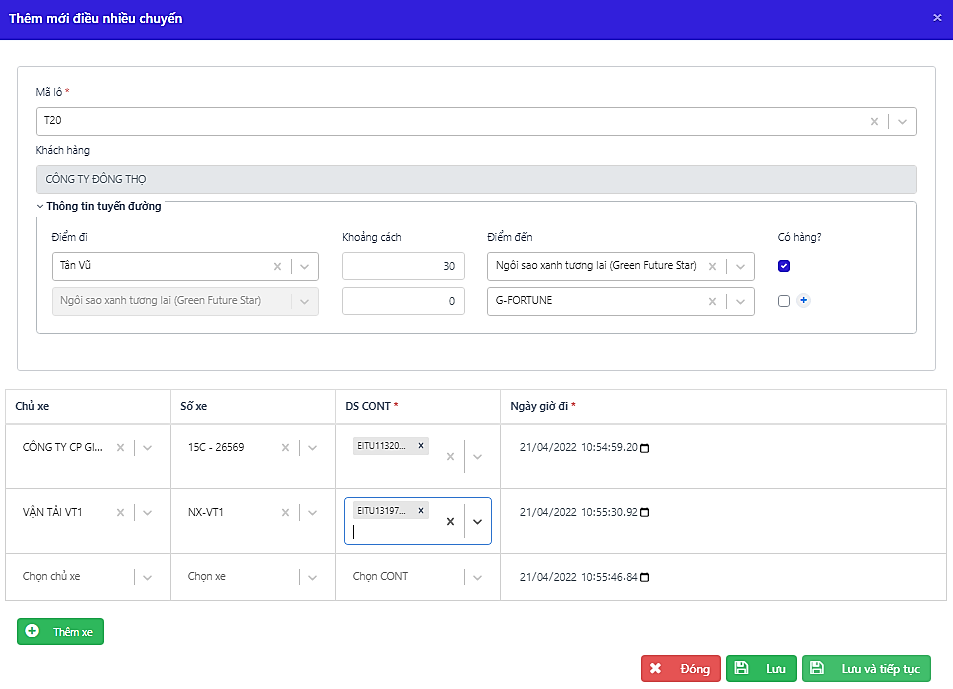 Thêm mới điều nhiều chuyến ×
Mã lô *
T20
Khách hàng
CÔNG TY ĐÔNG THỌ
Thông tin tuyến đường
Điểm đi Khoảng cách Điểm đến Có hàng?
Tân Vũ 30 Ngôi sao xanh tương lai (Green Future Star)
Ngôi sao xanh tương lai (Green Future Star) 0 G-FORTUNE
Chủ xe Số xe DS CONT * Ngày giờ đi *
CÔNG TY CP GI... 15C - 26569 EITU11320... 21/04/2022 10:54:59.20
VẬN TẢI VT1 NX-VT1 EITU13197... 21/04/2022 10:55:30.92
Chọn chủ xe Chọn xe Chọn CONT 21/04/2022 10:55:46.84
Thêm xe
Đóng Lưu Lưu và tiếp tục